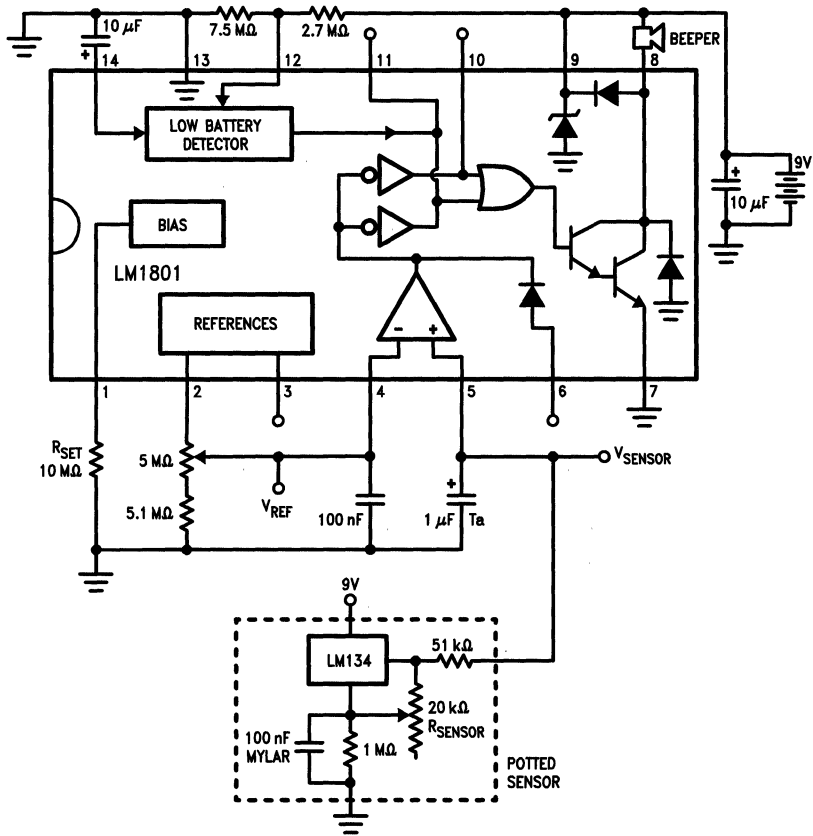 10 μF
+
7.5 MΩ
2.7 MΩ
BEEPER
14
13
12
11
10
9
8
LOW BATTERY
DETECTOR
9V
+
10 μF
BIAS
LM1801
REFERENCES
-
+
1
2
3
4
5
6
7
RSET
10 MΩ
5 MΩ
VREF
VSENSOR
5.1 MΩ
100 nF
+
1 μF Ta
9V
LM134
51 kΩ
20 kΩ
RSENSOR
100 nF
MYLAR
1 MΩ
POTTED
SENSOR